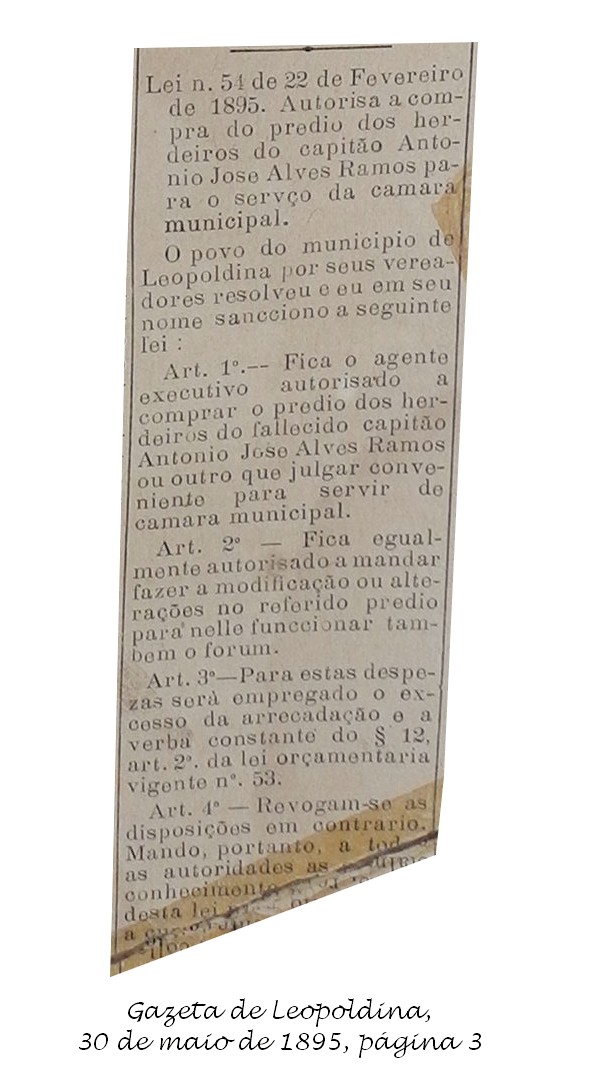 Lei n. 54 de 22 de Fevereiro
de 1895. Autorisa a com-
pra do predio dos her-
deiros do capitão Anto-
nio Jose Alves Ramos pa-
ra o servço da camara
municipal.
O povo do municipio de
Leopoldina por seus verea-
dores resolveu e eu em seu
nome sancciono a seguinte
lei :
Art. 1º.-- Fica o agente
executivo autorisado a
comprar o predio dos her-
deiros do fallecido capitão
Antonio Jose Alves Ramos
ou outro que julgar conve-
niente para servir de
camara municipal.
Art. 2º — Fica egual-
mente autorisado a mandar
fazer a modificação ou alte-
rações no referido predio
para nelle funccionar tam-
bem o forum.
Art. 3º—Para estas despe-
zas serà empregado o ex-
cesso da arrecadação e a
verba constante do § 12,
art. 2º. da lei orçamentaria
vigente nº. 53.
Art. 4º — Revogam-se as
disposições em contrario.
Mando, portanto, a
as autoridades as
conhecimento
desta lei
a
Gazeta de Leopoldina,
30 de maio de 1895, página 3